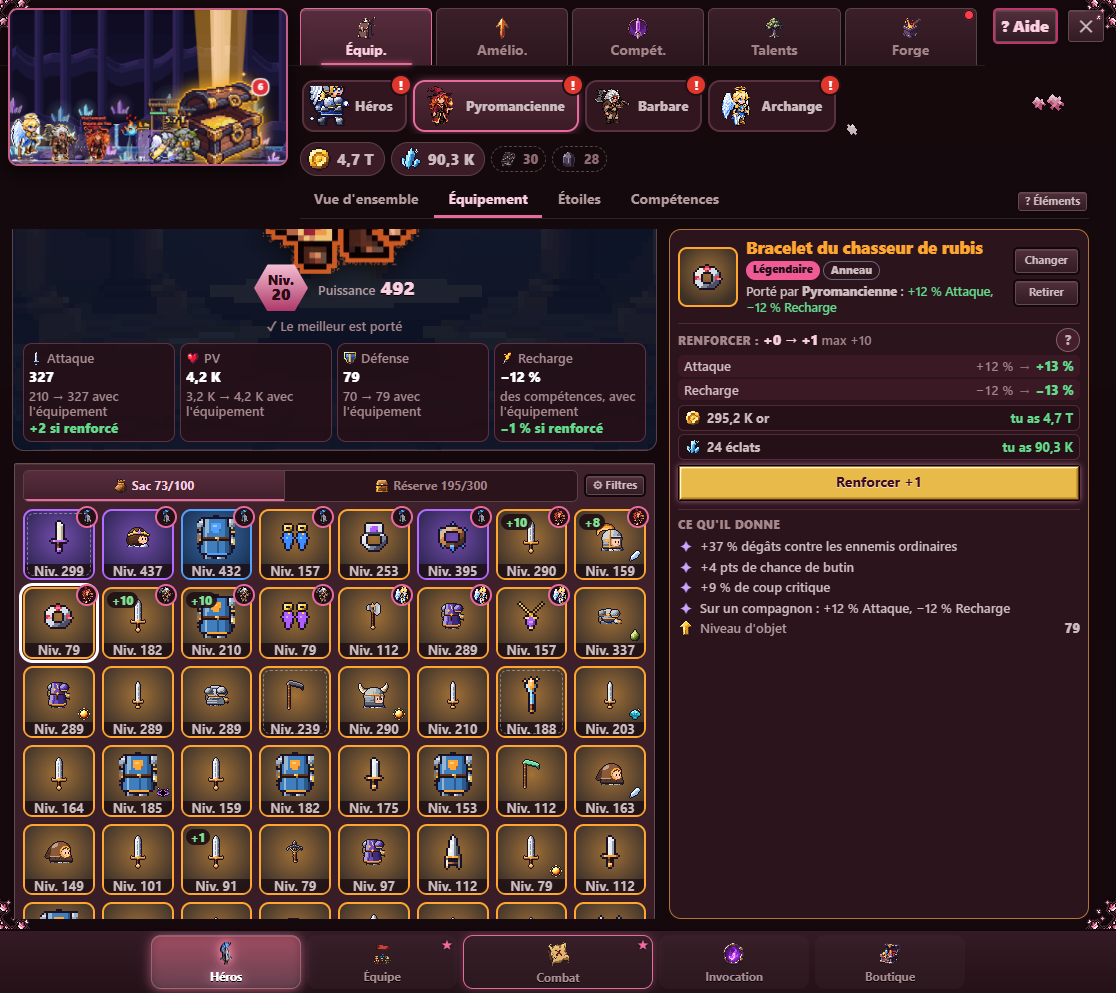 6
Équip.
Amélio.
Compét.
Talents
Forge
? Aide
Héros
!
Pyromancienne
!
Barbare
!
Archange
!
4,7 T
90,3 K
30
28
Vue d'ensemble
Équipement
Étoiles
Compétences
? Éléments
Niv.
20
Puissance 492
✓ Le meilleur est porté
Attaque
327
210 → 327 avec
l'équipement
+2 si renforcé
PV
4,2 K
3,2 K → 4,2 K avec
l'équipement
Défense
79
70 → 79 avec
l'équipement
Recharge
−12 %
des compétences, avec
l'équipement
−1 % si renforcé
Sac 73/100
Réserve 195/300
Filtres
Niv. 299
Niv. 437
Niv. 432
Niv. 157
Niv. 253
Niv. 395
+10
Niv. 290
+8
Niv. 159
Niv. 79
+10
Niv. 182
+10
Niv. 210
Niv. 79
Niv. 112
Niv. 289
Niv. 157
Niv. 337
Niv. 289
Niv. 289
Niv. 289
Niv. 239
Niv. 290
Niv. 210
Niv. 188
Niv. 203
Niv. 164
Niv. 185
Niv. 159
Niv. 182
Niv. 175
Niv. 153
Niv. 112
Niv. 163
Niv. 149
Niv. 101
+1
Niv. 91
Niv. 79
Niv. 97
Niv. 112
Niv. 79
Niv. 112
Bracelet du chasseur de rubis
Légendaire
Anneau
Porté par Pyromancienne : +12 % Attaque,
−12 % Recharge
Changer
Retirer
RENFORCER : +0 → +1 max +10
?
Attaque +12 % → +13 %
Recharge −12 % → −13 %
295,2 K or tu as 4,7 T
24 éclats tu as 90,3 K
Renforcer +1
CE QU'IL DONNE
+37 % dégâts contre les ennemis ordinaires
+4 pts de chance de butin
+9 % de coup critique
Sur un compagnon : +12 % Attaque, −12 % Recharge
Niveau d'objet 79
Héros
Équipe
Combat
Invocation
Boutique